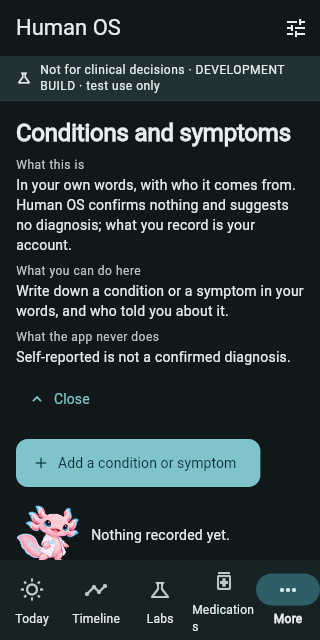 Human OS
Not for clinical decisions · DEVELOPMENT
BUILD · test use only
Conditions and symptoms
What this is
In your own words, with who it comes from.
Human OS confirms nothing and suggests
no diagnosis; what you record is your
account.
What you can do here
Write down a condition or a symptom in your
words, and who told you about it.
What the app never does
Self-reported is not a confirmed diagnosis.
Close
Add a condition or symptom
Nothing recorded yet.
Today
Timeline
Labs
Medication
s
More